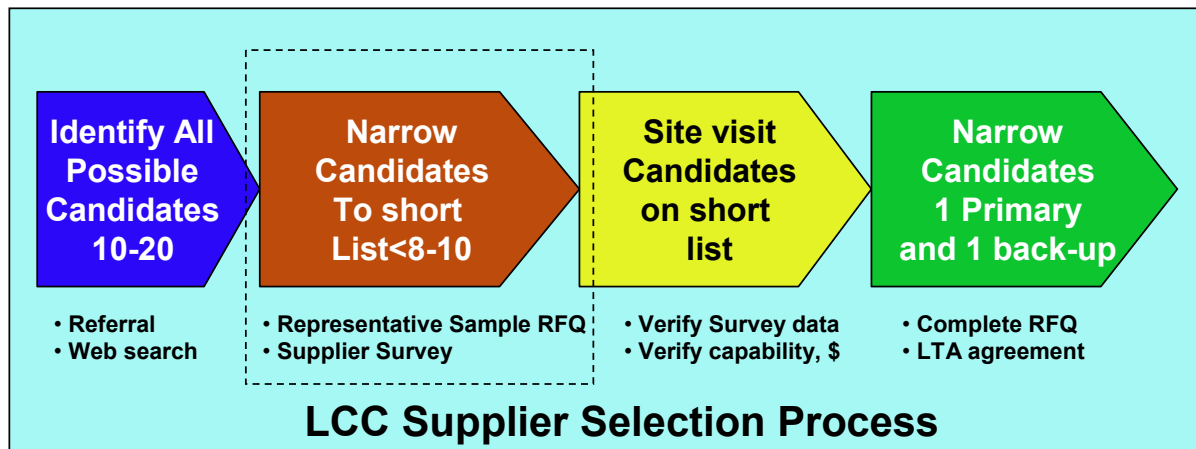 Identify All
Possible
Candidates
10-20
Narrow
Candidates
To short
List<8-10
Site visit
Candidates
on short
list
Narrow
Candidates
1 Primary
and 1 back-up
• Referral
• Web search
• Representative Sample RFQ
• Supplier Survey
• Verify Survey data
• Verify capability, $
• Complete RFQ
• LTA agreement
LCC Supplier Selection Process